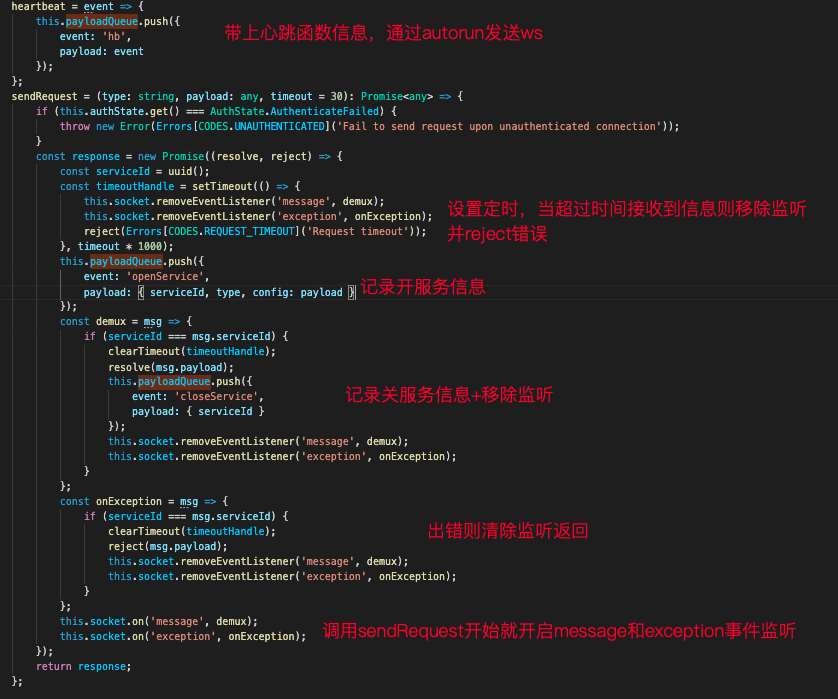 heartbeat = event => {
this.payloadQueue.push({
带上心跳函数信息，通过autorun发送ws
event: 'hb',
payload: event
});
};
sendRequest = (type: string, payload: any, timeout = 30): Promise<any> => {
if (this.authState.get() === AuthState.AuthenticateFailed) {
throw new Error(Errors[CODES.UNAUTHENTICATED]('Fail to send request upon unauthenticated connection'));
}
const response = new Promise((resolve, reject) => {
const serviceId = uuid();
const timeoutHandle = setTimeout(() => {
this.socket.removeEventListener('message', demux);
设置定时，当超过时间接收到信息则移除监听
this.socket.removeEventListener('exception', onException);
并reject错误
reject(Errors[CODES.REQUEST_TIMEOUT]('Request timeout'));
}, timeout * 1000);
this.payloadQueue.push({
event: 'openService',
payload: { serviceId, type, config: payload }
记录开服务信息
});
const demux = msg => {
if (serviceId === msg.serviceId) {
clearTimeout(timeoutHandle);
resolve(msg.payload);
this.payloadQueue.push({
event: 'closeService',
记录关服务信息+移除监听
payload: { serviceId }
});
this.socket.removeEventListener('message', demux);
this.socket.removeEventListener('exception', onException);
}
};
const onException = msg => {
if (serviceId === msg.serviceId) {
clearTimeout(timeoutHandle);
出错则清除监听返回
reject(msg.payload);
this.socket.removeEventListener('message', demux);
this.socket.removeEventListener('exception', onException);
}
};
this.socket.on('message', demux);
this.socket.on('exception', onException);
调用sendRequest开始就开启message和exception事件监听
});
return response;
};